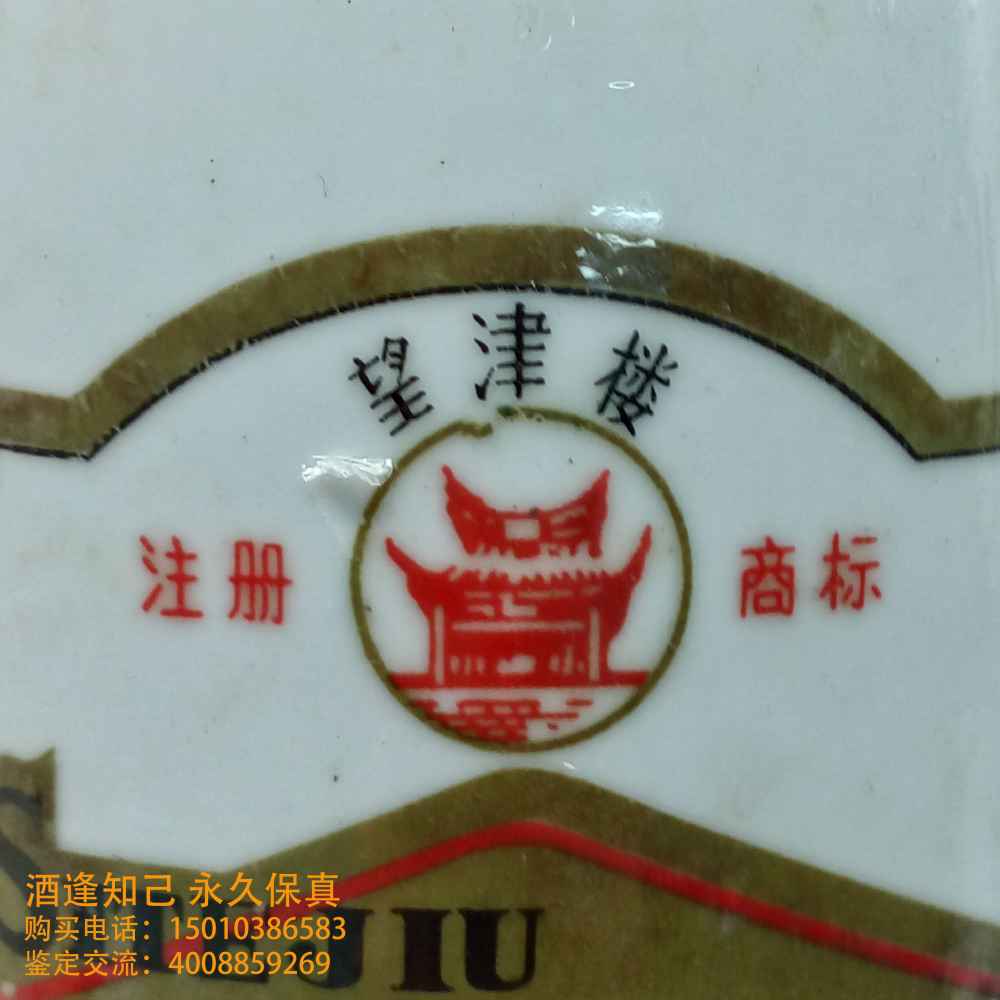 望津楼
注册 商标
JIU
酒逢知己 永久保真
购买电话：15010386583
鉴定交流：4008859269